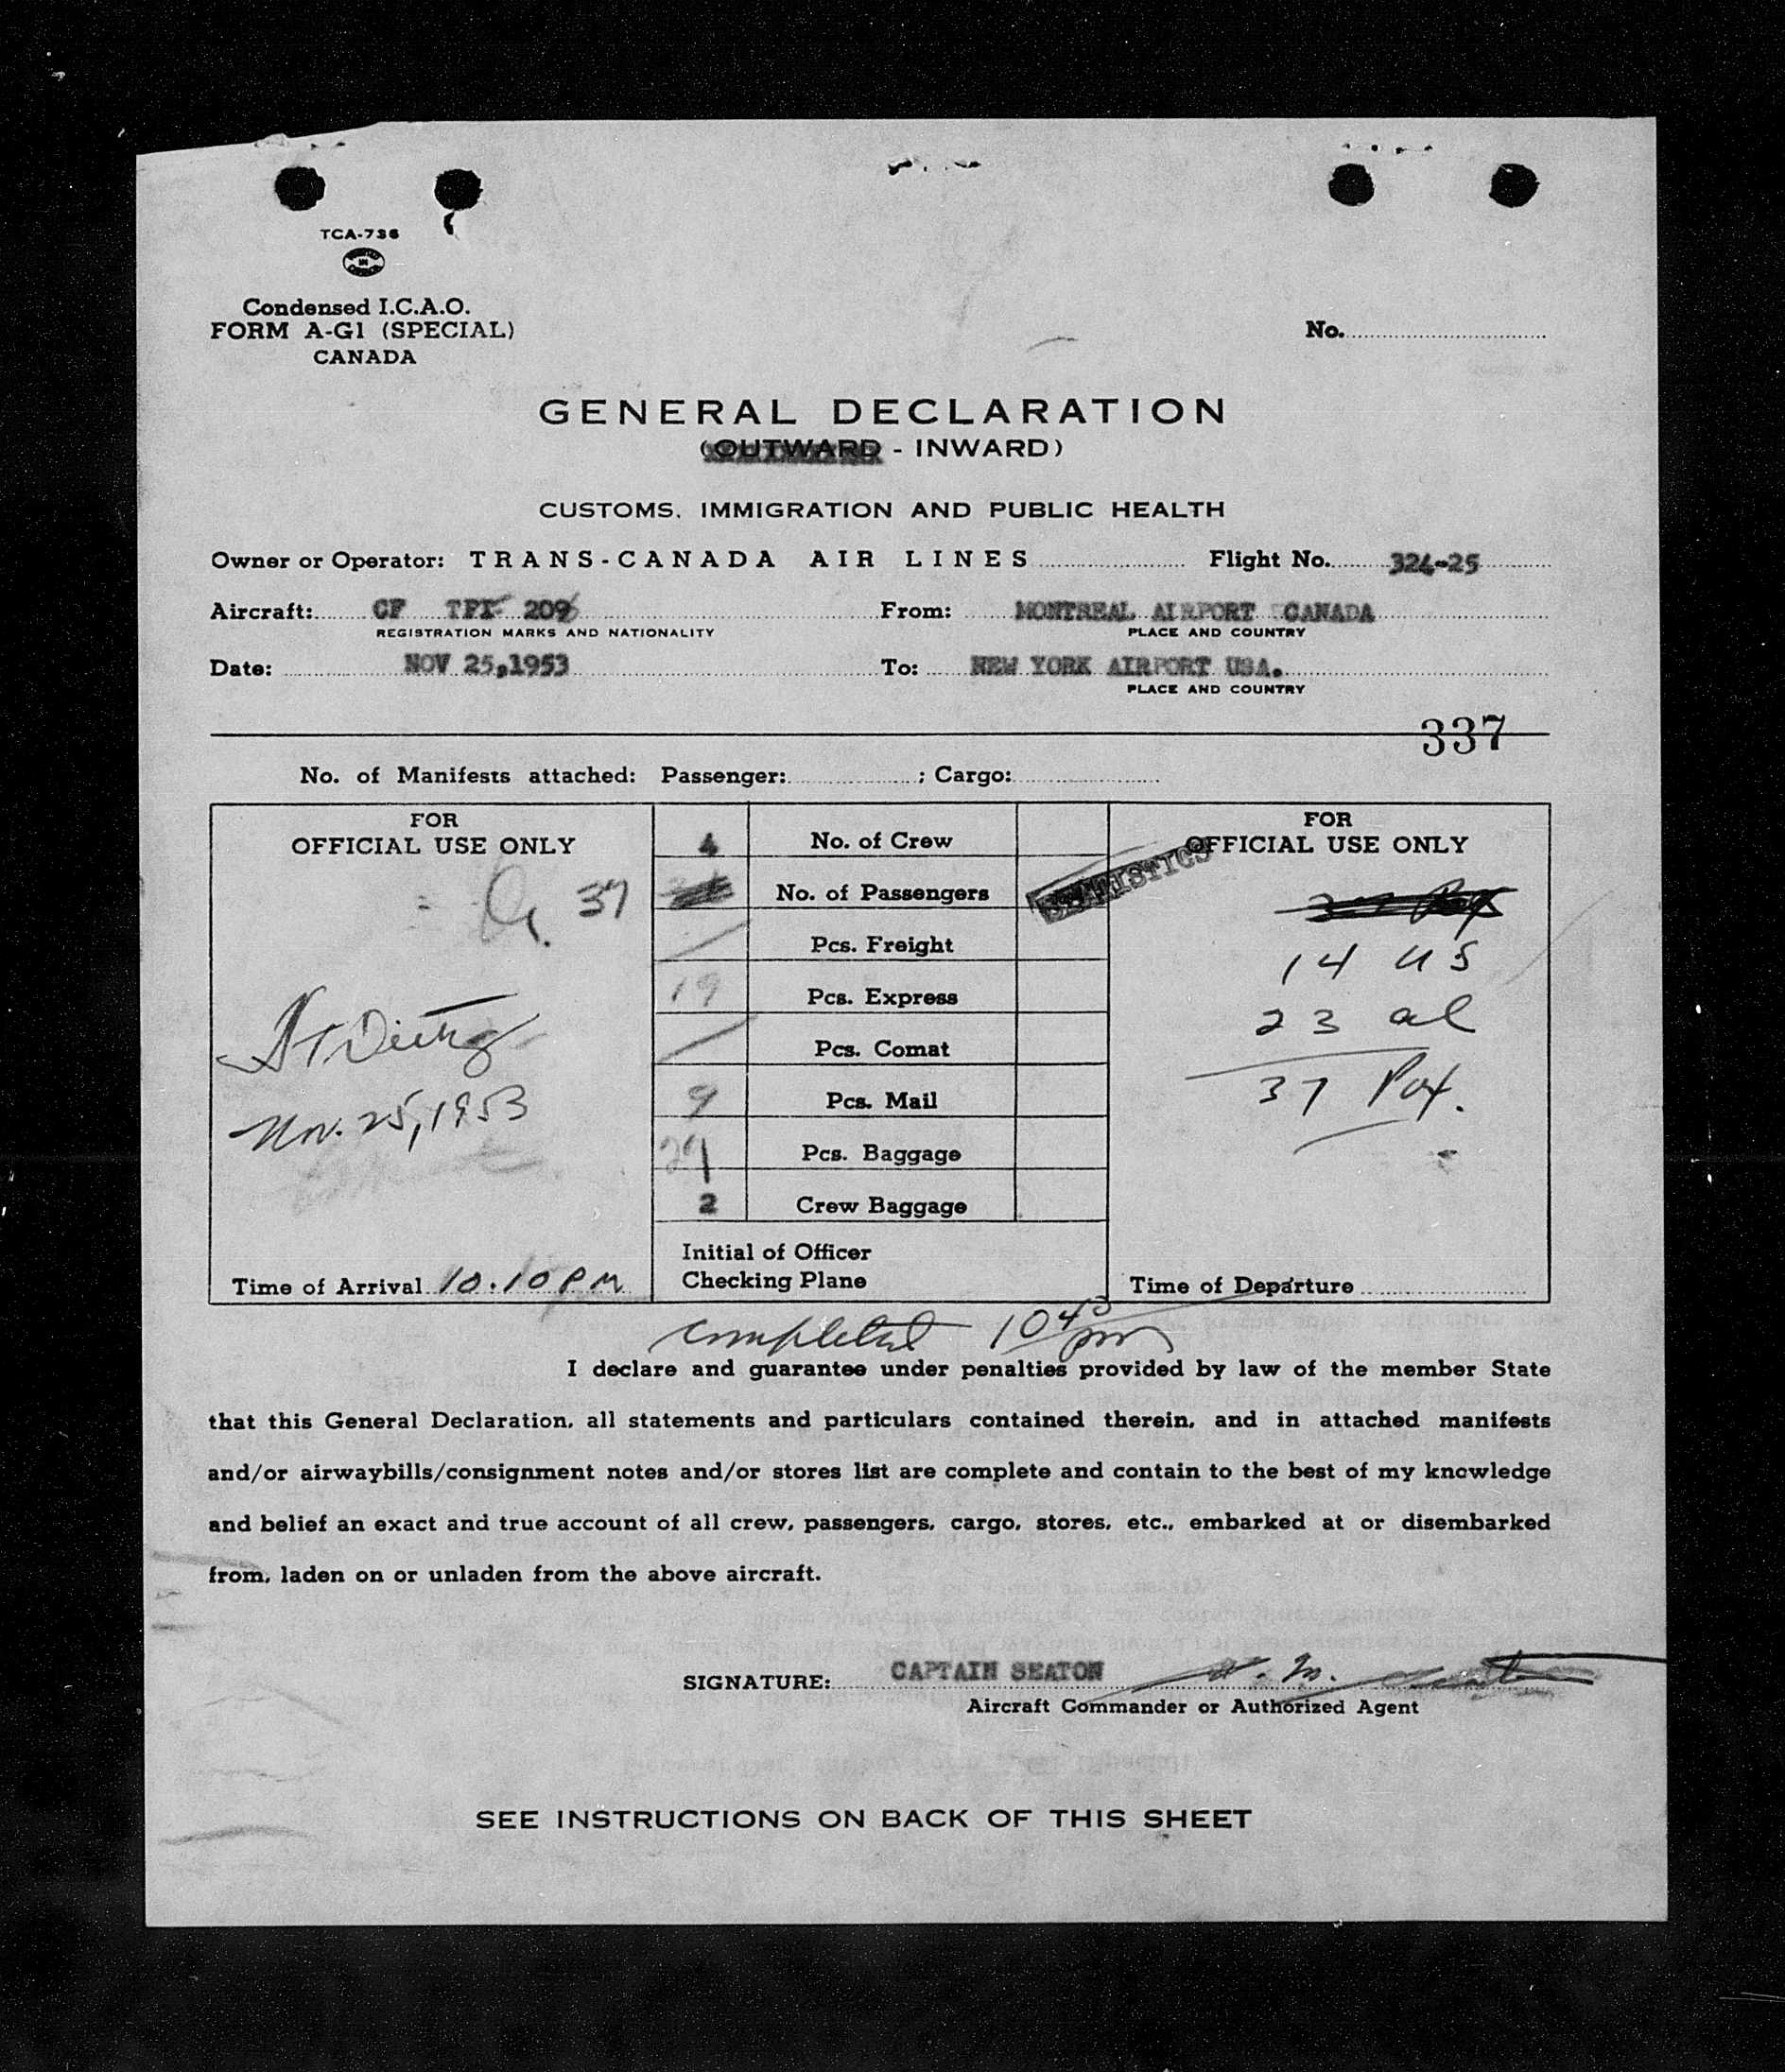 TCA-736
Condensed I.C.A.O.
FORM A-G1 (SPECIAL)
CANADA
No.
GENERAL DECLARATION
(OUTWARD - INWARD)
CUSTOMS, IMMIGRATION AND PUBLIC HEALTH
Owner or Operator: TRANS-CANADA AIR LINES Flight No. 324-25
Aircraft: CF 209 From: MONTREAL AIRPORT CANADA
REGISTRATION MARKS AND NATIONALITY PLACE AND COUNTRY
Date: NOV 25,1953 To: NEW YORK AIRPORT USA.
PLACE AND COUNTRY
337
No. of Manifests attached: Passenger: ; Cargo:
FOR
OFFICIAL USE ONLY
37
Nov. 25, 1953
Time of Arrival 10.10 PM
4 No. of Crew
No. of Passengers
Pcs. Freight
19 Pcs. Express
Pcs. Comat
9 Pcs. Mail
Pcs. Baggage
2 Crew Baggage
Initial of Officer
Checking Plane
FOR
OFFICIAL USE ONLY
STATISTICS
14 US
23 al
37 Pax.
Time of Departure
completed 10 40 pm
I declare and guarantee under penalties provided by law of the member State
that this General Declaration, all statements and particulars contained therein, and in attached manifests
and/or airwaybills/consignment notes and/or stores list are complete and contain to the best of my knowledge
and belief an exact and true account of all crew, passengers, cargo, stores, etc., embarked at or disembarked
from, laden on or unladen from the above aircraft.
SIGNATURE: CAPTAIN SEATON
Aircraft Commander or Authorized Agent
SEE INSTRUCTIONS ON BACK OF THIS SHEET